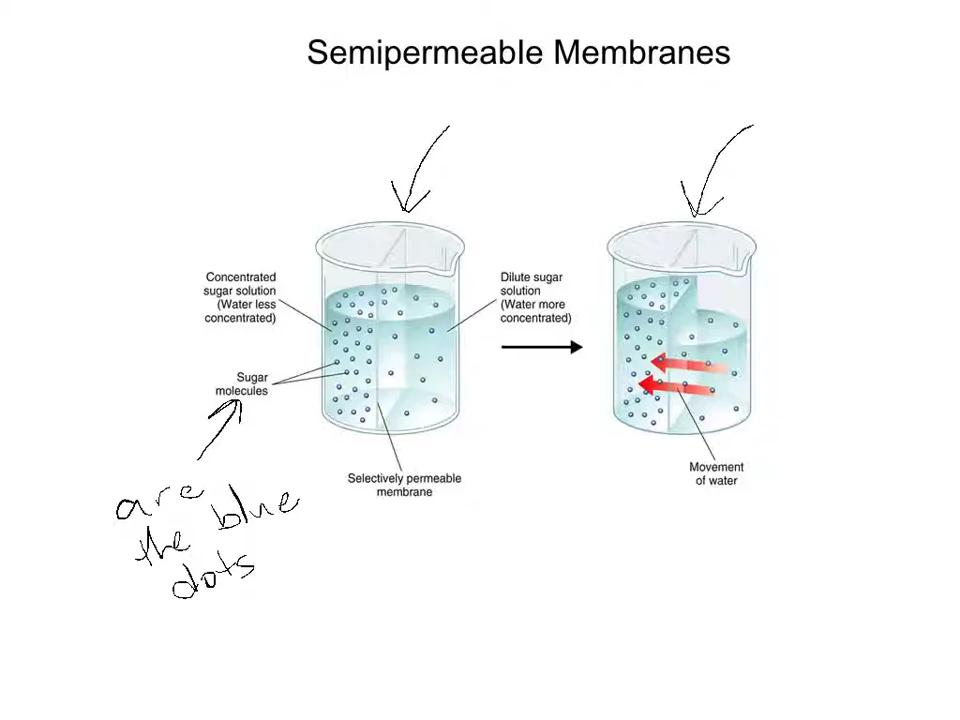 Semipermeable Membranes
Concentrated
sugar solution
(Water less
concentrated)
Dilute sugar
solution
(Water more
concentrated)
Sugar
molecules
Selectively permeable
membrane
Movement
of water
are
the blue
dots